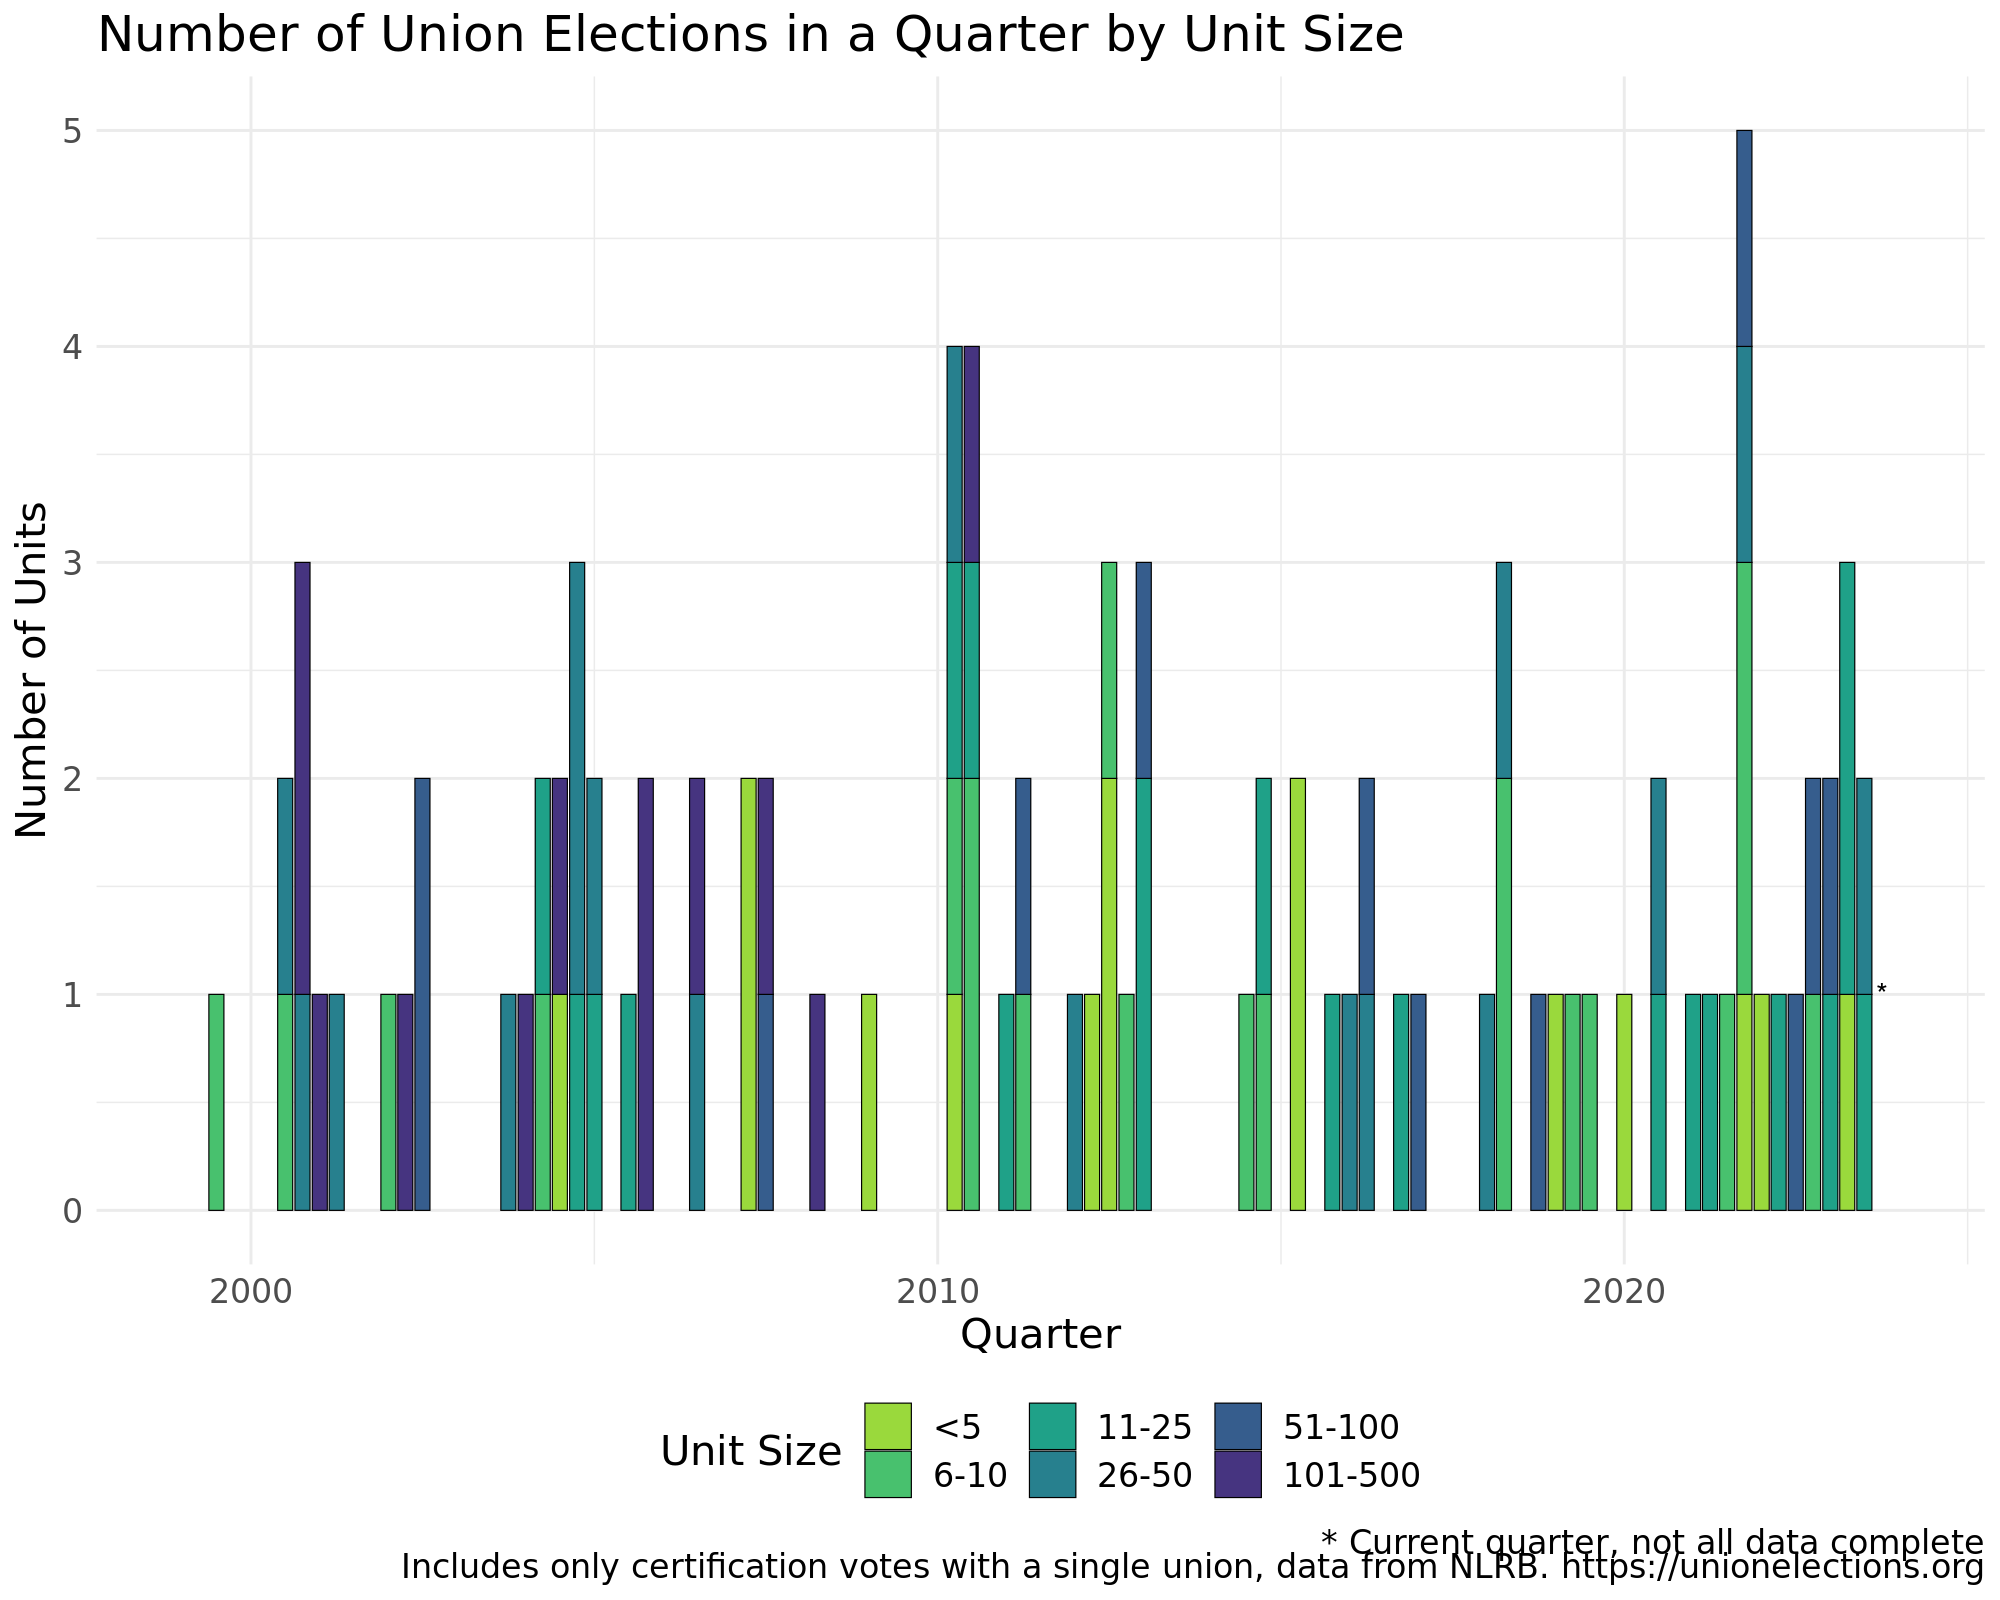 Number of Union Elections in a Quarter by Unit Size
Number of Units
5
4
3
2
1
0
*
2000 2010 2020
Quarter
Unit Size
<5 11-25 51-100
6-10 26-50 101-500
* Current quarter, not all data complete
Includes only certification votes with a single union, data from NLRB. https://unionelections.org